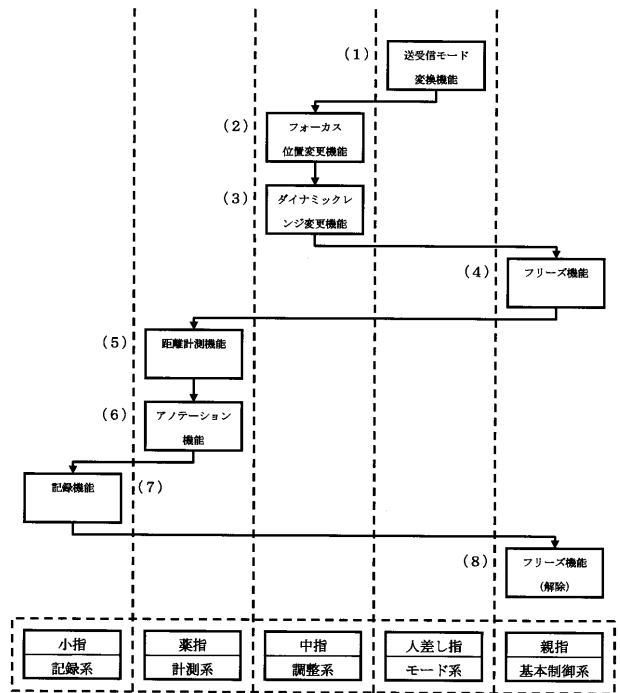 (1)
送受信モード
変換機能
(2)
フォーカス
位置変更機能
(3)
ダイナミックレ
ンジ変更機能
(4)
フリーズ機能
(5)
距離計測機能
(6)
アノテーション
機能
記録機能
(7)
(8)
フリーズ機能
(解除)
小指
薬指
中指
人差し指
親指
記録系
計測系
調整系
モード系
基本制御系